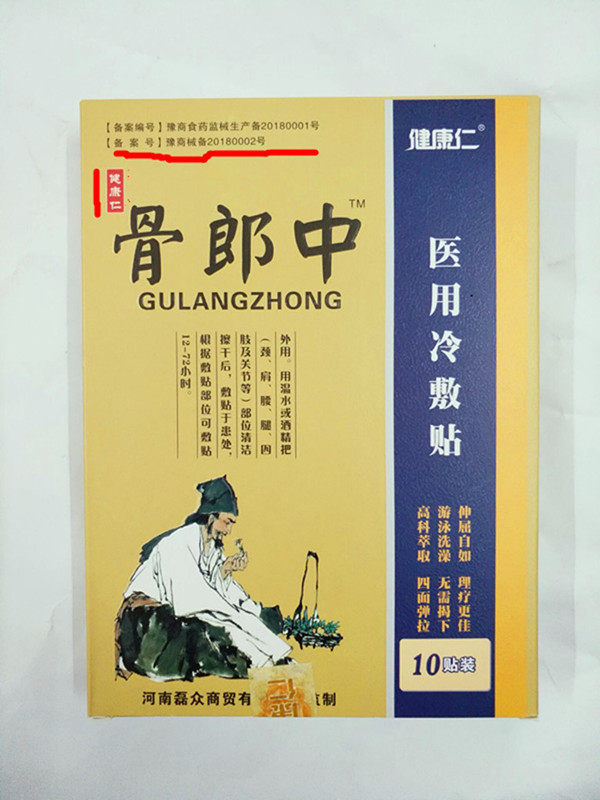 【备案编号】豫商食药监械生产备20180001号
【备 案 号】豫商械备20180002号
健康仁
骨郎中™
GULANGZHONG
外用。用温水或酒精把
(颈、肩、腰、腿、四
肢及关节等)部位清洁
擦干后,敷贴于患处,
根据敷贴部位可敷贴
12-72小时。
河南磊众商贸有 监制
健康仁®
医用冷敷贴
伸屈自如 理疗更佳
游泳洗澡 无需揭下
高科萃取 四面弹拉
10贴装